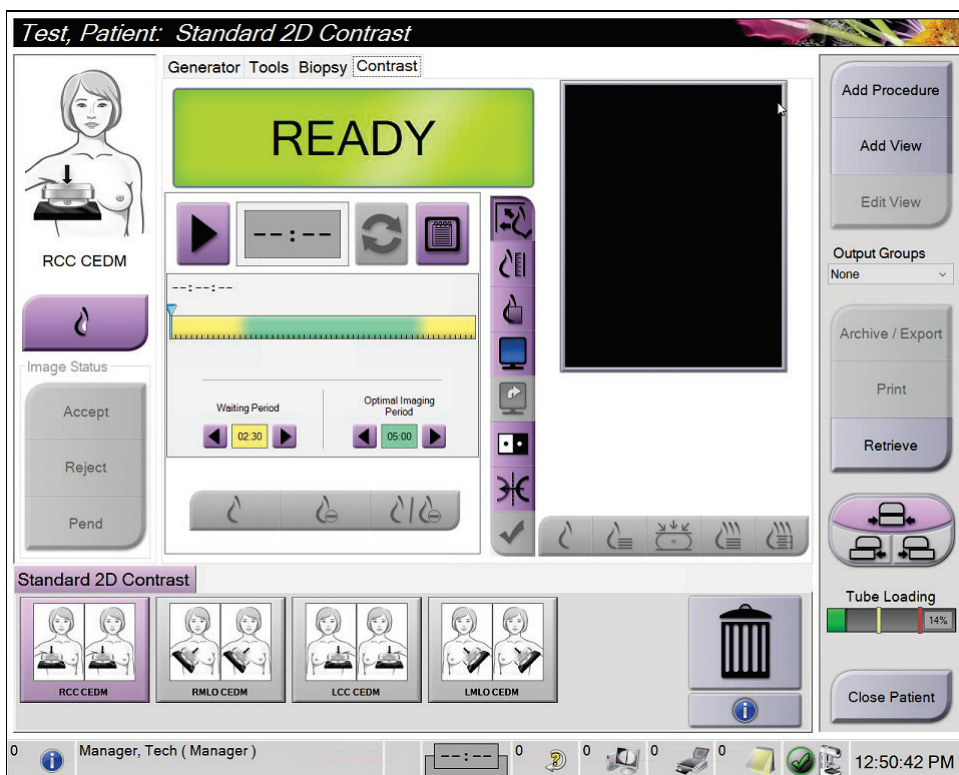 Test, Patient: Standard 2D Contrast
Generator Tools Biopsy Contrast
READY
--:--
--:--:--
Waiting Period
02:30
Optimal Imaging
Period
05:00
RCC CEDM
Image Status
Accept
Reject
Pend
Add Procedure
Add View
Edit View
Output Groups
None
Archive / Export
Print
Retrieve
Tube Loading
14%
Close Patient
Standard 2D Contrast
RCC CEDM
RMLO CEDM
LCC CEDM
LMLO CEDM
0 Manager, Tech ( Manager ) --:-- 0 0 0 0 12:50:42 PM